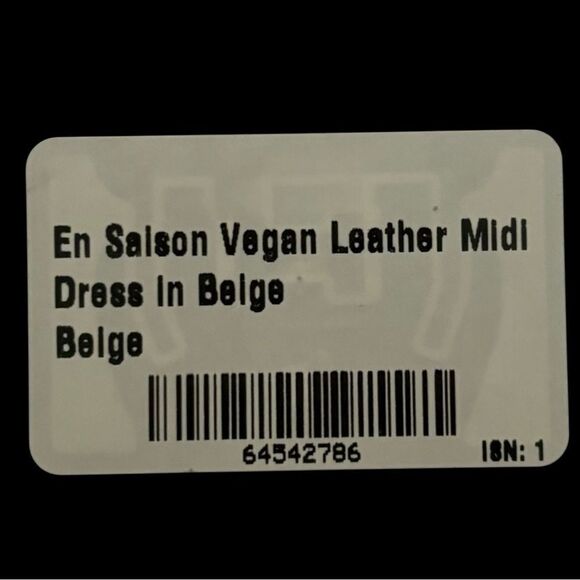 En Saison Vegan Leather Midi
Dress in Beige
Beige
64542786
ISN: 1